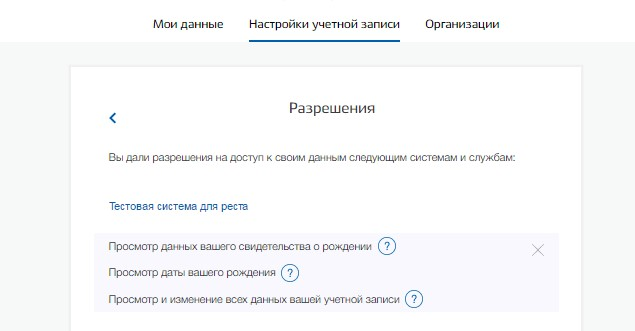 Мои данные Настройки учетной записи Организации
Разрешения
Вы дали разрешения на доступ к своим данным следующим системам и службам:
Тестовая система для реста
Просмотр данных вашего свидетельства о рождении ?
Просмотр даты вашего рождения ?
Просмотр и изменение всех данных вашей учетной записи ?